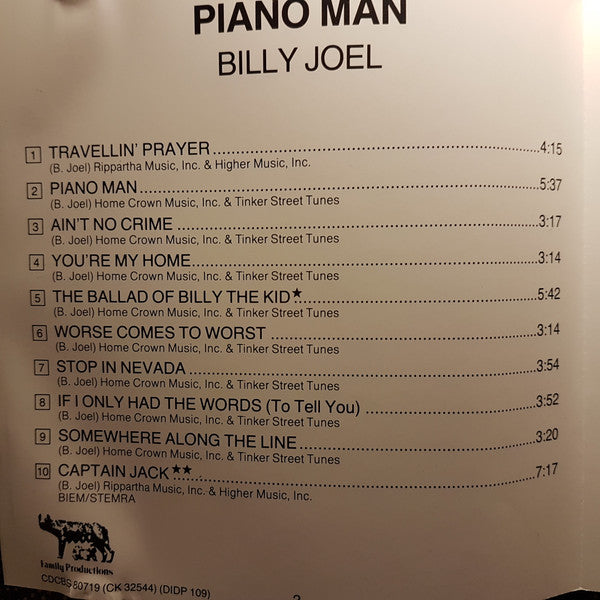 PIANO MAN
BILLY JOEL
1 TRAVELLIN' PRAYER 4:15
(B. Joel) Rippartha Music, Inc. & Higher Music, Inc.
2 PIANO MAN 5:37
(B. Joel) Home Crown Music, Inc. & Tinker Street Tunes
3 AIN'T NO CRIME 3:17
(B. Joel) Home Crown Music, Inc. & Tinker Street Tunes
4 YOU'RE MY HOME 3:14
(B. Joel) Home Crown Music, Inc. & Tinker Street Tunes
5 THE BALLAD OF BILLY THE KID★ 5:42
(B. Joel) Home Crown Music, Inc. & Tinker Street Tunes
6 WORSE COMES TO WORST 3:14
(B. Joel) Home Crown Music, Inc. & Tinker Street Tunes
7 STOP IN NEVADA 3:54
(B. Joel) Home Crown Music, Inc. & Tinker Street Tunes
8 IF I ONLY HAD THE WORDS (To Tell You) 3:52
(B. Joel) Home Crown Music, Inc. & Tinker Street Tunes
9 SOMEWHERE ALONG THE LINE 3:20
(B. Joel) Home Crown Music, Inc. & Tinker Street Tunes
10 CAPTAIN JACK★★ 7:17
(B. Joel) Rippartha Music, Inc. & Higher Music, Inc.
BIEM/STEMRA
Family Productions
CDCBS 80719 (CK 32544) (DIDP 109)